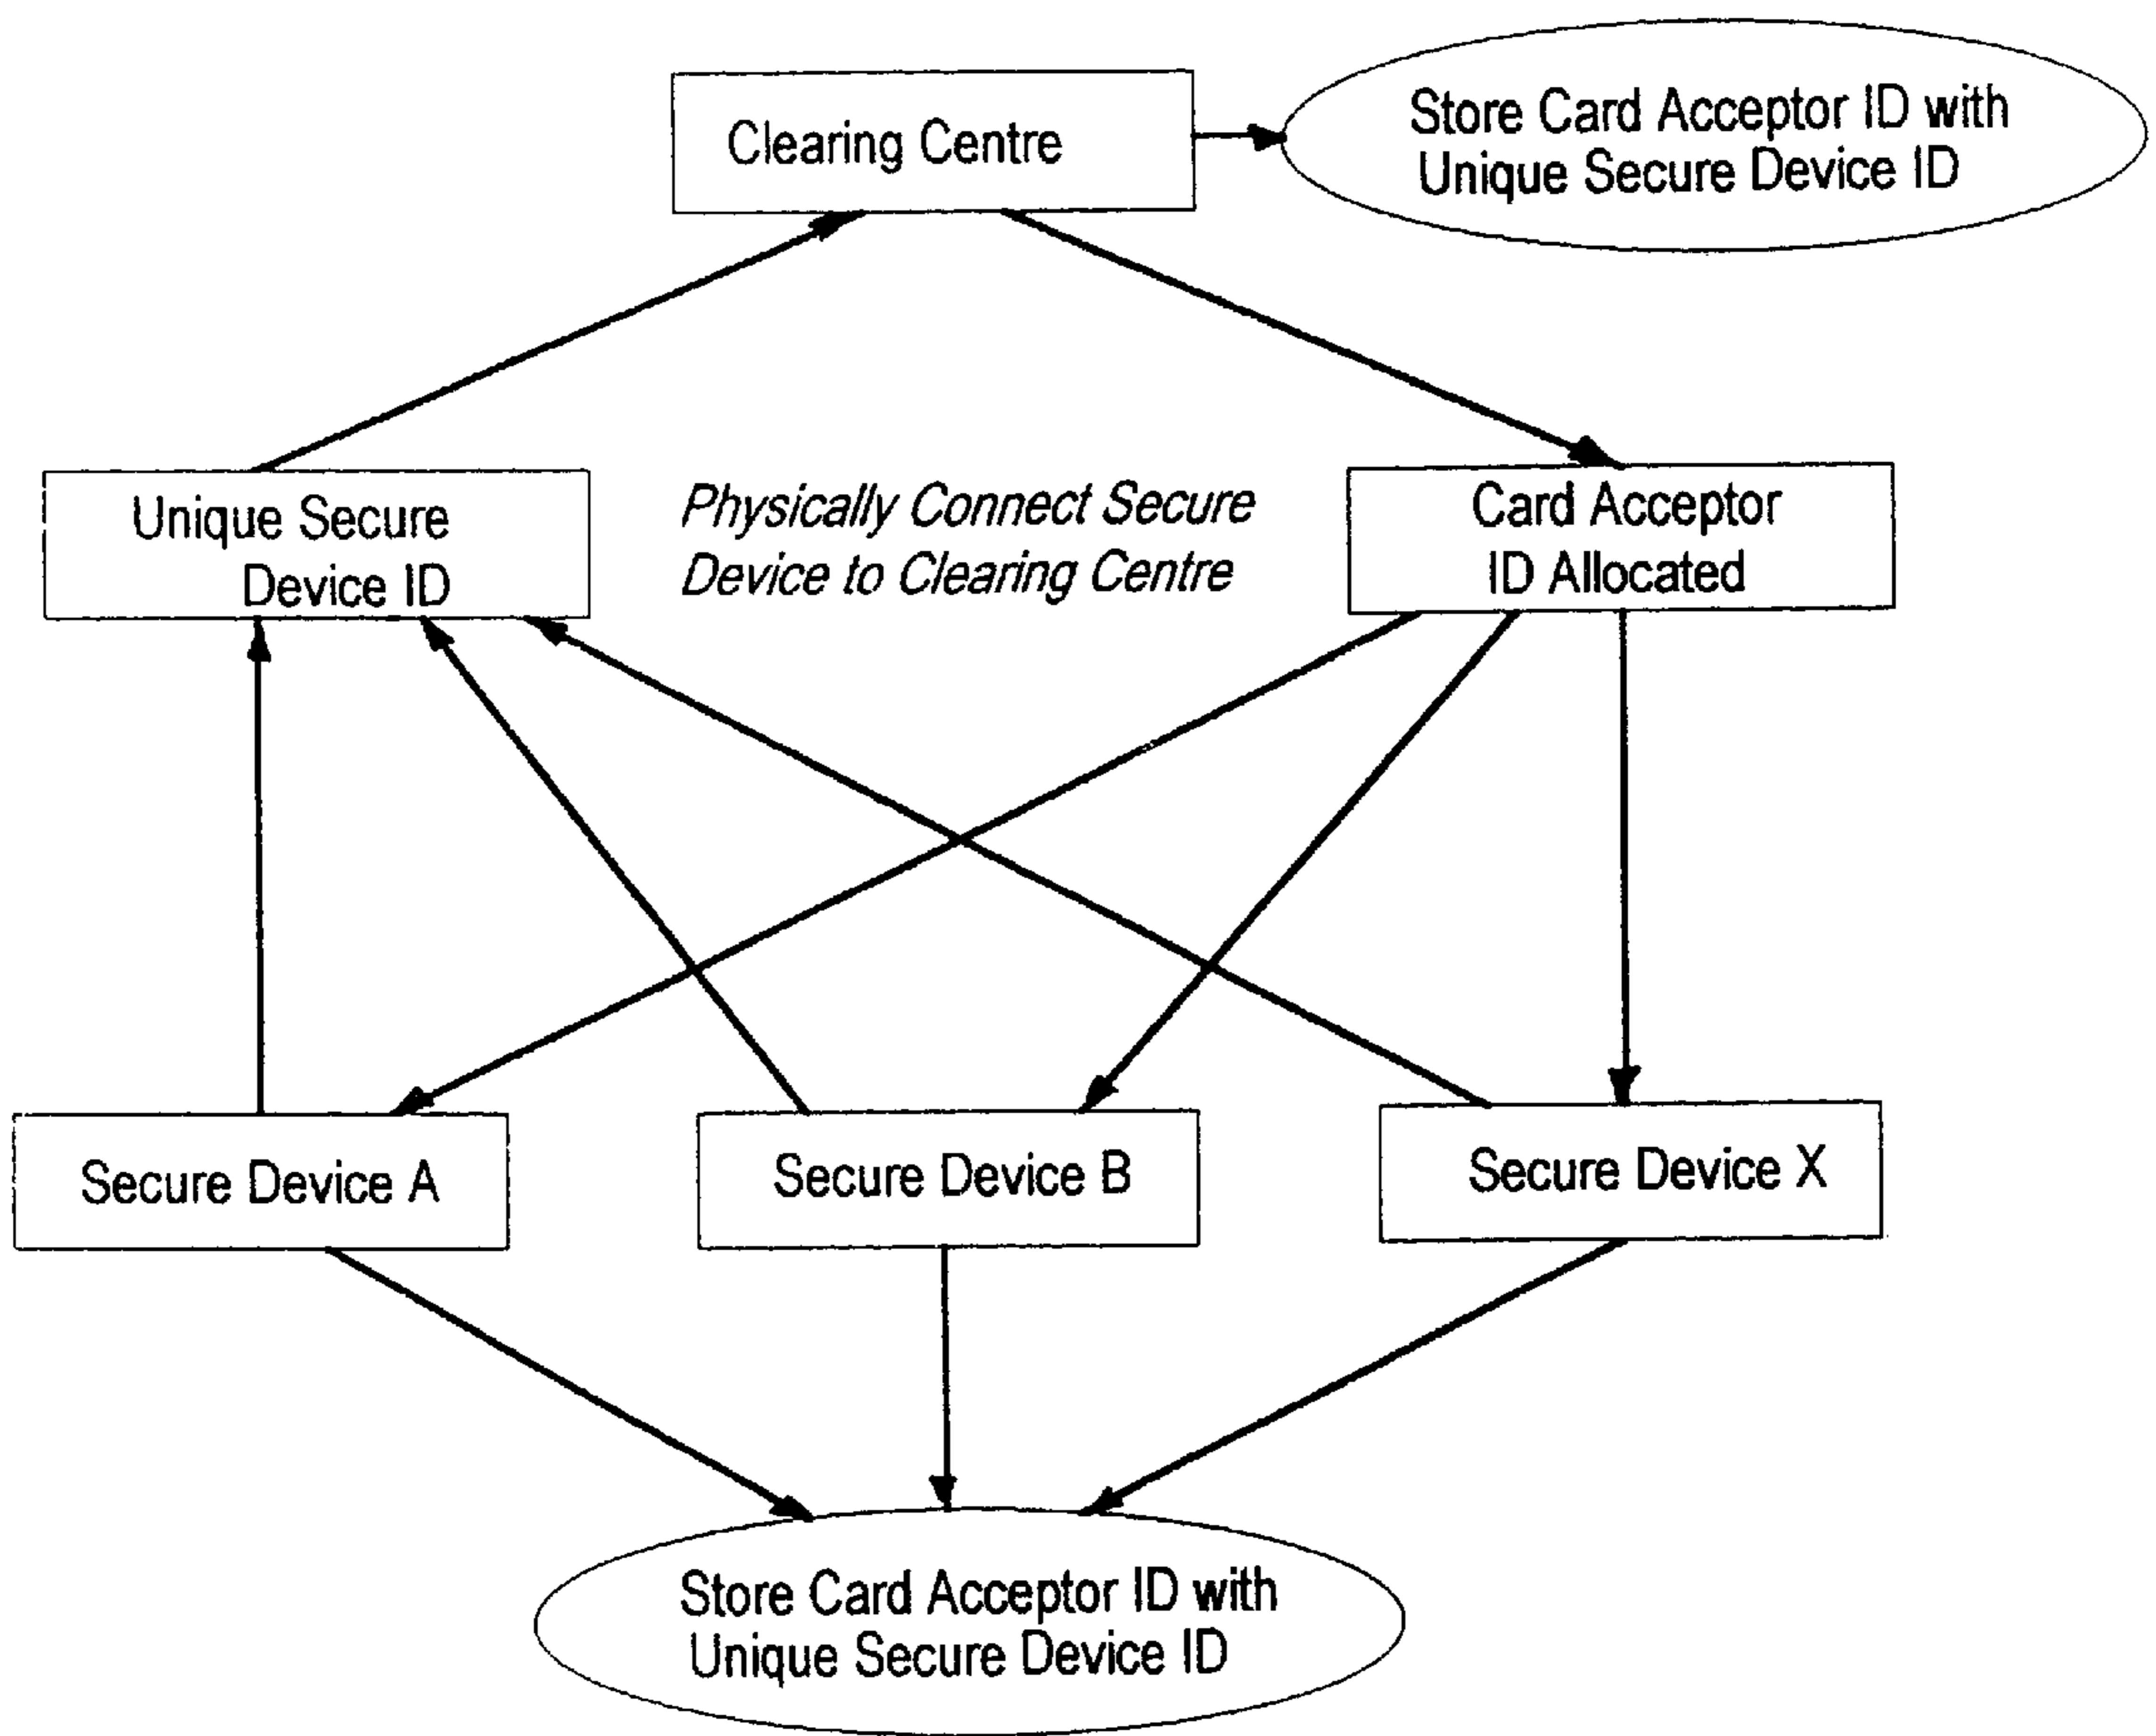 Clearing Centre
Store Card Acceptor ID with
Unique Secure Device ID
Unique Secure
Device ID
Physically Connect Secure
Device to Clearing Centre
Card Acceptor
ID Allocated
Secure Device A
Secure Device B
Secure Device X
Store Card Acceptor ID with
Unique Secure Device ID